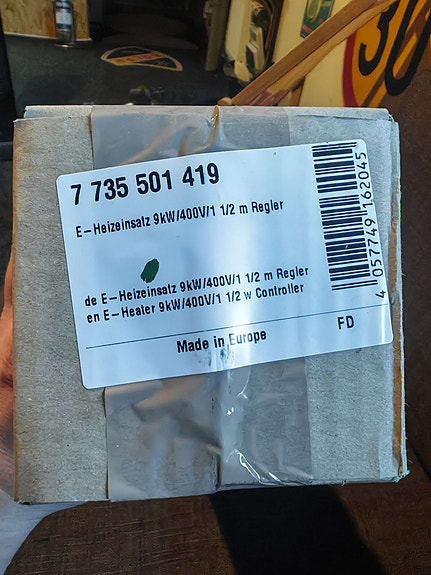 7 735 501 419
E-Heizeinsatz 9kW/400V/1 1/2 m Regler
de E-Heizeinsatz 9kW/400V/1 1/2 m Regler
en E-Heater 9kW/400V/1 1/2 w Controller
Made in Europe
FD
4 057749 162045
36